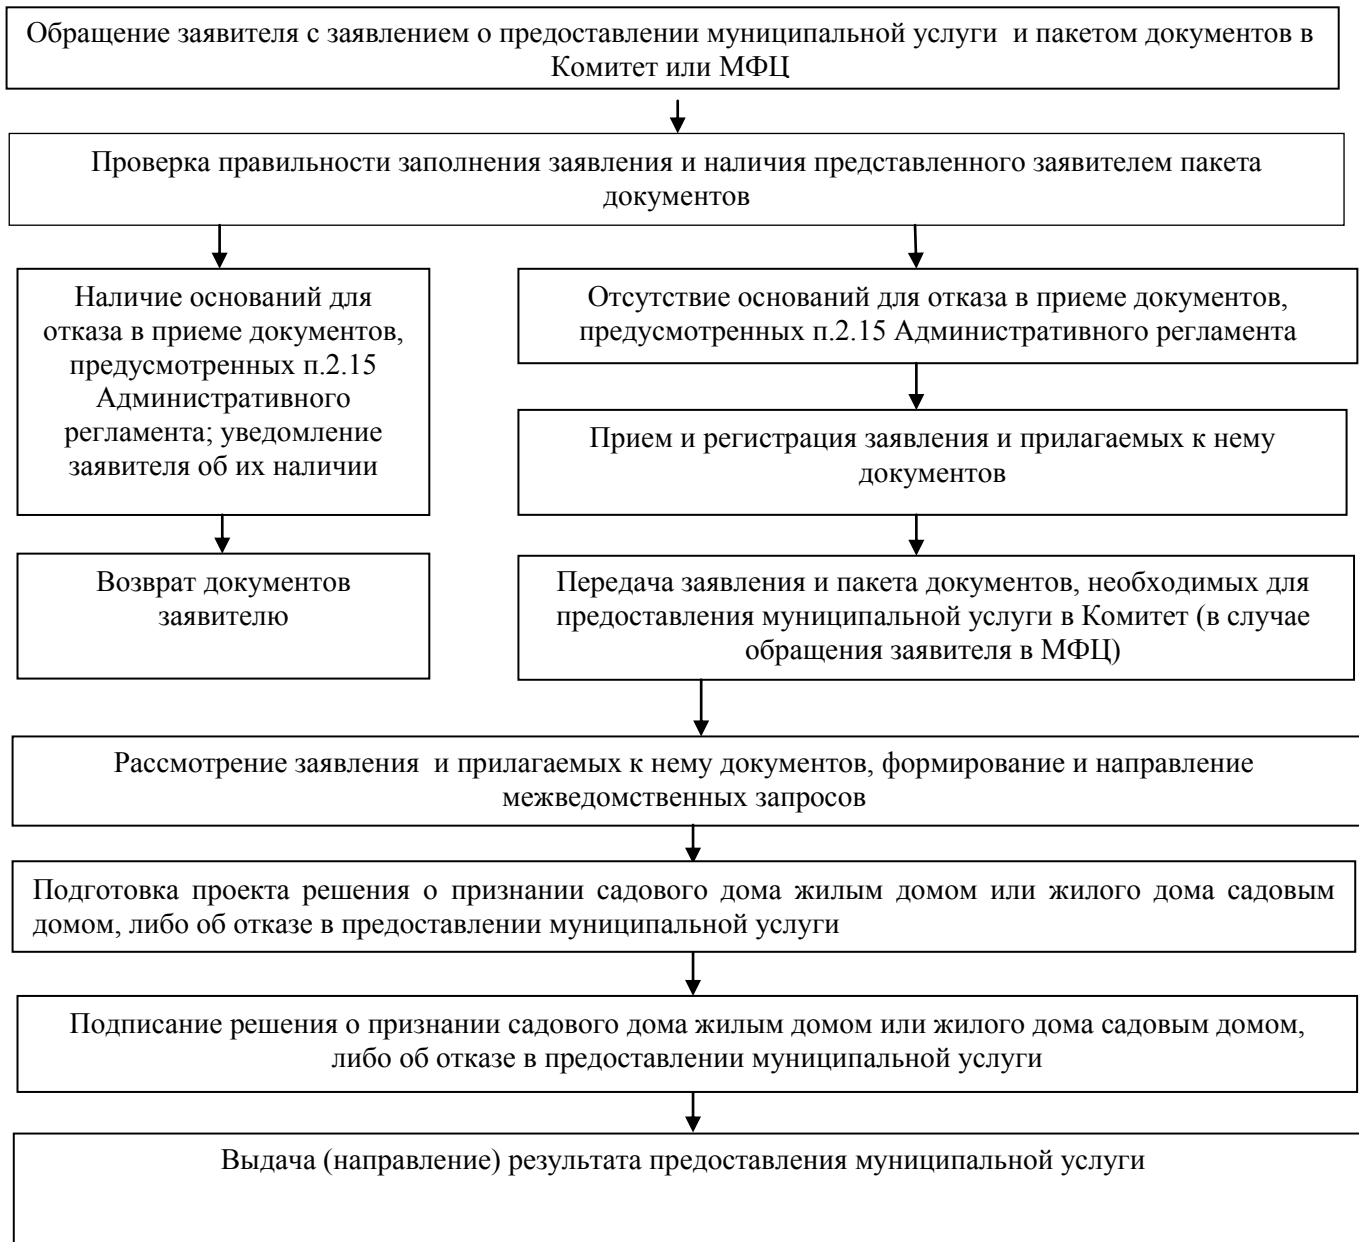 Обращение заявителя с заявлением о предоставлении муниципальной услуги и пакетом документов в
Комитет или МФЦ
Проверка правильности заполнения заявления и наличия представленного заявителем пакета
документов
Наличие оснований для
отказа в приеме документов,
предусмотренных п.2.15
Административного
регламента; уведомление
заявителя об их наличии
Отсутствие оснований для отказа в приеме документов,
предусмотренных п.2.15 Административного регламента
Прием и регистрация заявления и прилагаемых к нему
документов
Возврат документов
заявителю
Передача заявления и пакета документов, необходимых для
предоставления муниципальной услуги в Комитет (в случае
обращения заявителя в МФЦ)
Рассмотрение заявления и прилагаемых к нему документов, формирование и направление
межведомственных запросов
Подготовка проекта решения о признании садового дома жилым домом или жилого дома садовым
домом, либо об отказе в предоставлении муниципальной услуги
Подписание решения о признании садового дома жилым домом или жилого дома садовым домом,
либо об отказе в предоставлении муниципальной услуги
Выдача (направление) результата предоставления муниципальной услуги